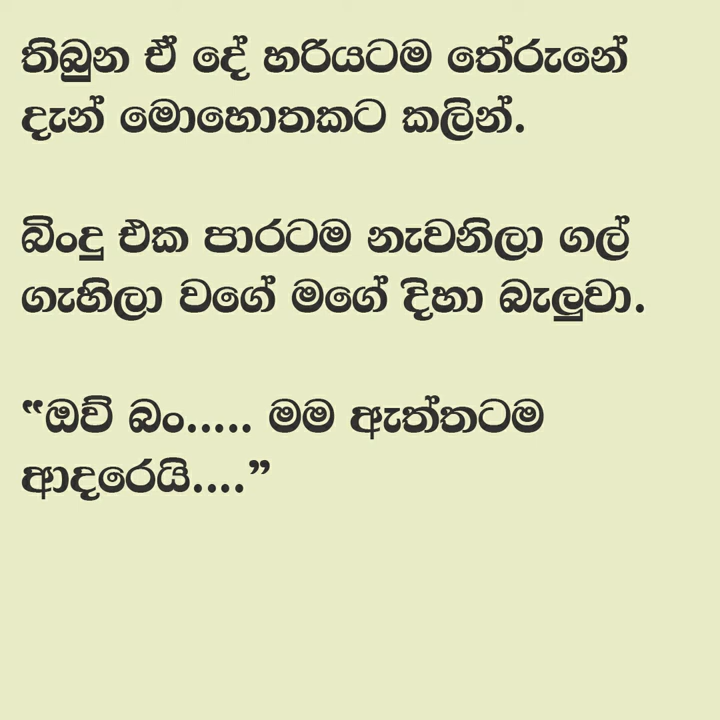 තිබුන ඒ දේ හරියටම තේරුනේ
දැන් මොහොතකට කලින්.
බිංදු එක පාරටම නැවතිලා ගල්
ගැහිලා වගේ මගේ දිහා බැලුවා.
“ඔව් බං..... මම ඇත්තටම
ආදරෙයි....”